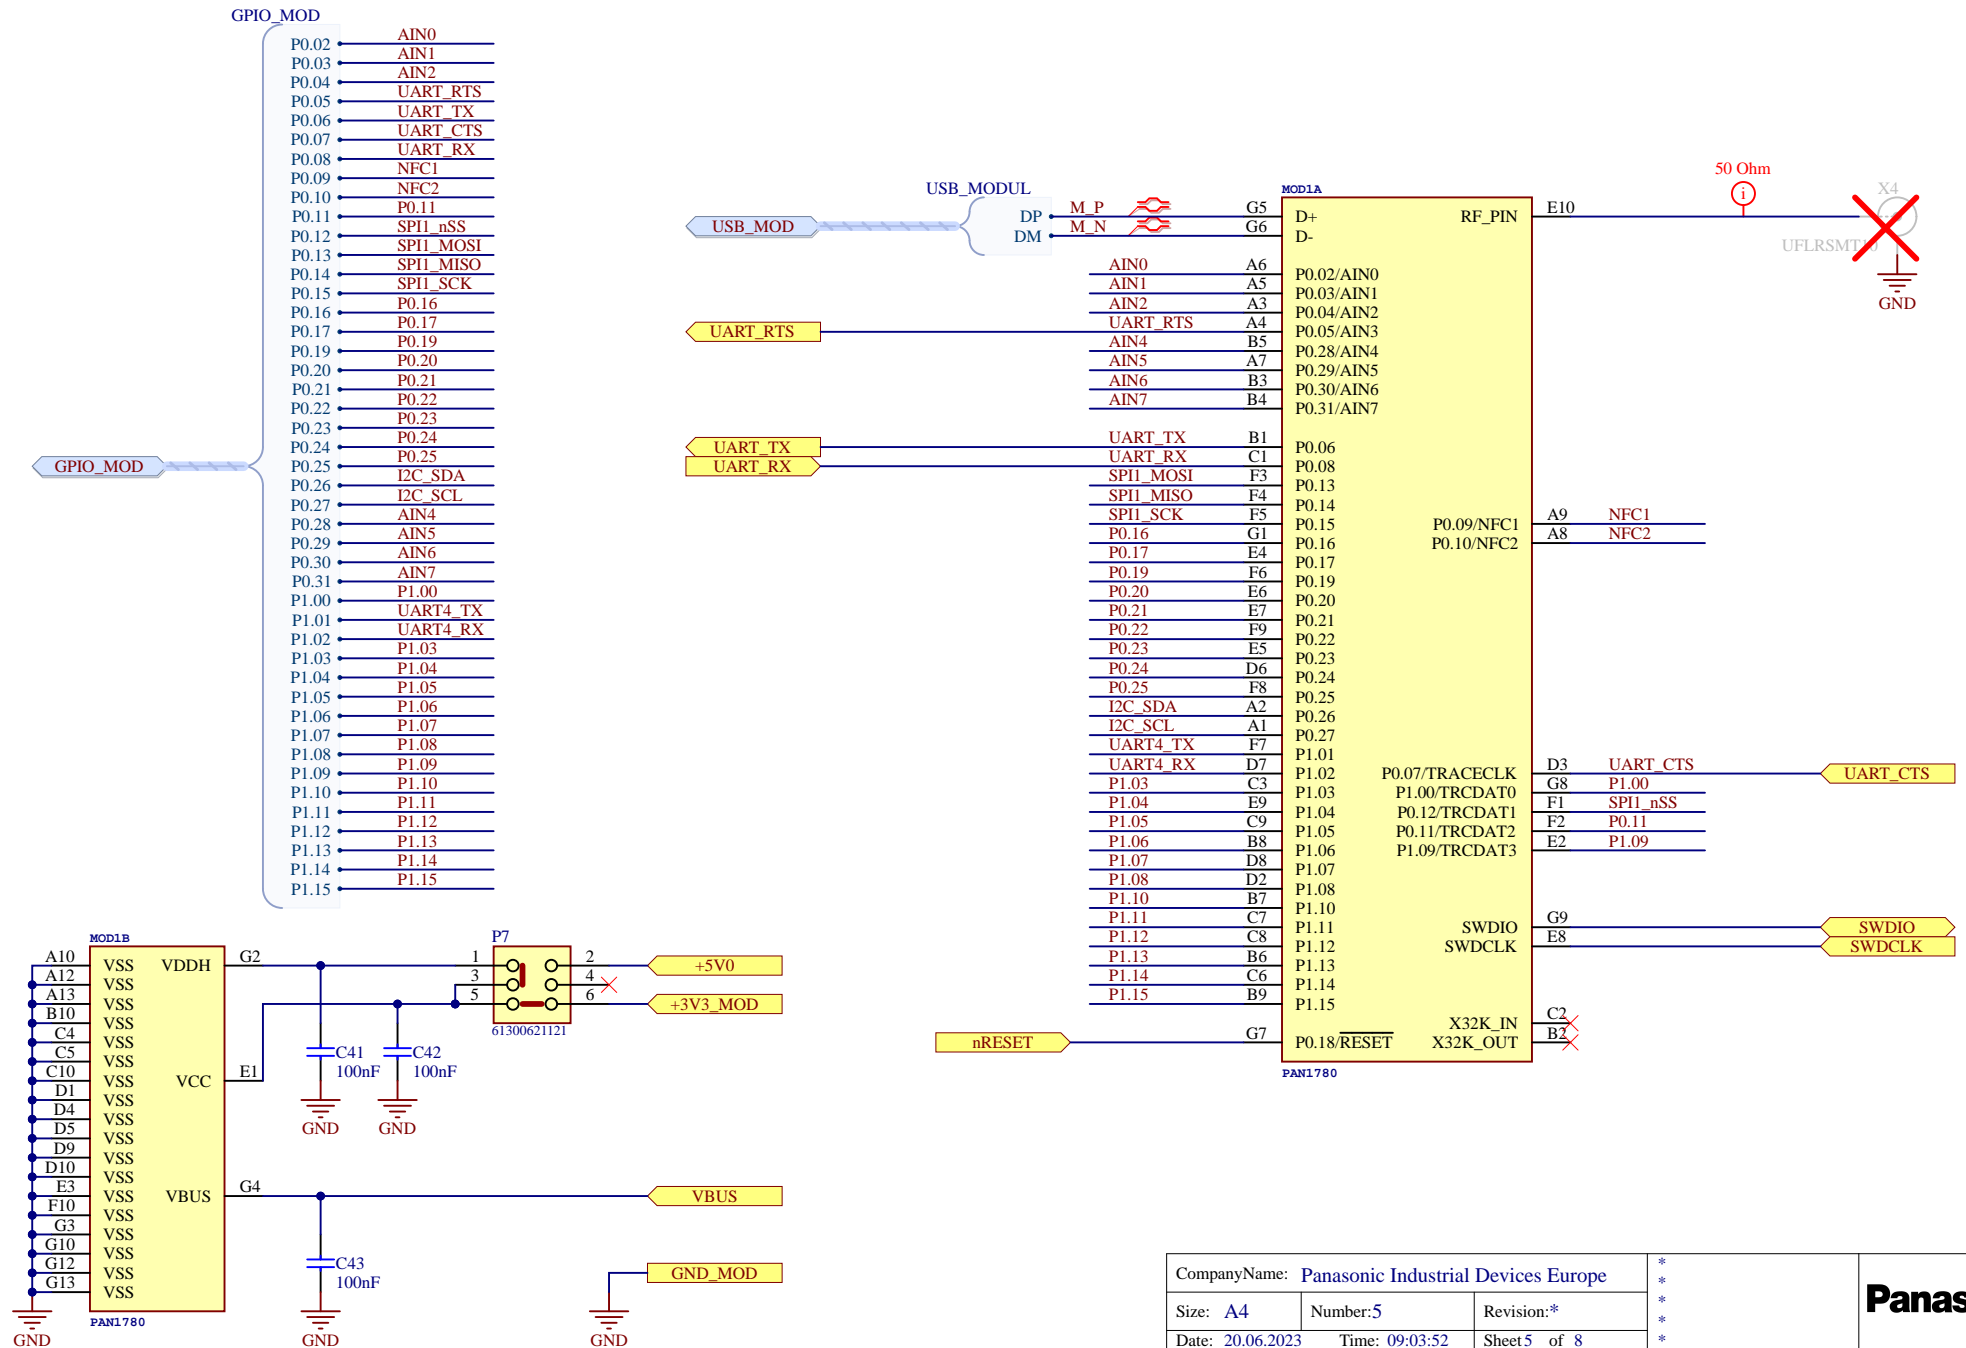 GPIO_MOD
P0.02 AIN0
P0.03 AIN1
P0.04 AIN2
P0.05 UART_RTS
P0.06 UART_TX
P0.07 UART_CTS
P0.08 UART_RX
P0.09 NFC1
P0.10 NFC2
P0.11 P0.11
P0.12 SPI1_nSS
P0.13 SPI1_MOSI
P0.14 SPI1_MISO
P0.15 SPI1_SCK
P0.16 P0.16
P0.17 P0.17
P0.19 P0.19
P0.20 P0.20
P0.21 P0.21
P0.22 P0.22
P0.23 P0.23
P0.24 P0.24
P0.25 P0.25
P0.26 I2C_SDA
P0.27 I2C_SCL
P0.28 AIN4
P0.29 AIN5
P0.30 AIN6
P0.31 AIN7
P1.00 P1.00
P1.01 UART4_TX
P1.02 UART4_RX
P1.03 P1.03
P1.04 P1.04
P1.05 P1.05
P1.06 P1.06
P1.07 P1.07
P1.08 P1.08
P1.09 P1.09
P1.10 P1.10
P1.11 P1.11
P1.12 P1.12
P1.13 P1.13
P1.14 P1.14
P1.15 P1.15
GPIO_MOD
USB_MODUL
USB_MOD
DP M_P G5 D+
DM M_N G6 D-
MOD1A
AIN0 A6 P0.02/AIN0
AIN1 A5 P0.03/AIN1
AIN2 A3 P0.04/AIN2
UART_RTS UART_RTS A4 P0.05/AIN3
AIN4 B5 P0.28/AIN4
AIN5 A7 P0.29/AIN5
AIN6 B3 P0.30/AIN6
AIN7 B4 P0.31/AIN7
UART_TX UART_TX B1 P0.06
UART_RX UART_RX C1 P0.08
SPI1_MOSI F3 P0.13
SPI1_MISO F4 P0.14
SPI1_SCK F5 P0.15
P0.16 G1 P0.16
P0.17 E4 P0.17
P0.19 F6 P0.19
P0.20 E6 P0.20
P0.21 E7 P0.21
P0.22 F9 P0.22
P0.23 E5 P0.23
P0.24 D6 P0.24
P0.25 F8 P0.25
I2C_SDA A2 P0.26
I2C_SCL A1 P0.27
UART4_TX F7 P1.01
UART4_RX D7 P1.02
P1.03 C3 P1.03
P1.04 E9 P1.04
P1.05 C9 P1.05
P1.06 B8 P1.06
P1.07 D8 P1.07
P1.08 D2 P1.08
P1.10 B7 P1.10
P1.11 C7 P1.11
P1.12 C8 P1.12
P1.13 B6 P1.13
P1.14 C6 P1.14
P1.15 B9 P1.15
nRESET G7 P0.18/RESET
PAN1780
RF_PIN E10
50 Ohm
i
X4
UFLRSMT10
GND
P0.09/NFC1 A9 NFC1
P0.10/NFC2 A8 NFC2
P0.07/TRACECLK D3 UART_CTS UART_CTS
P1.00/TRCDAT0 G8 P1.00
P0.12/TRCDAT1 F1 SPI1_nSS
P0.11/TRCDAT2 F2 P0.11
P1.09/TRCDAT3 E2 P1.09
SWDIO G9 SWDIO
SWDCLK E8 SWDCLK
X32K_IN C2
X32K_OUT B2
MOD1B
A10 VSS VDDH G2
A12 VSS
A13 VSS
B10 VSS
C4 VSS
C5 VSS
C10 VSS VCC E1
D1 VSS
D4 VSS
D5 VSS
D9 VSS
D10 VSS
E3 VSS VBUS G4
F10 VSS
G3 VSS
G10 VSS
G12 VSS
G13 VSS
PAN1780
GND
P7
1 2 +5V0
3 4
5 6 +3V3_MOD
61300621121
C41
100nF
GND
C42
100nF
GND
VBUS
C43
100nF
GND
GND_MOD
GND
CompanyName: Panasonic Industrial Devices Europe
Size: A4 Number:5 Revision:*
Date: 20.06.2023 Time: 09:03:52 Sheet5 of 8
*
*
*
*
*
Panas